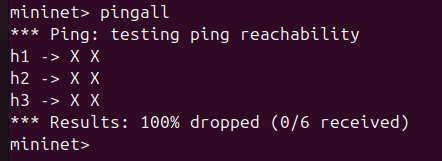 mininet> pingall
*** Ping: testing ping reachability
h1 -> X X
h2 -> X X
h3 -> X X
*** Results: 100% dropped (0/6 received)
mininet>